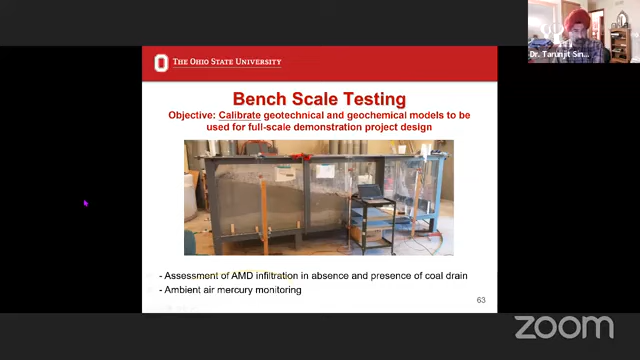 THE OHIO STATE UNIVERSITY
Bench Scale Testing
Objective: Calibrate geotechnical and geochemical models to be
used for full-scale demonstration project design
- Assessment of AMD infiltration in absence and presence of coal drain
- Ambient air mercury monitoring
63
Dr. Tarunjit Sin...
zoom